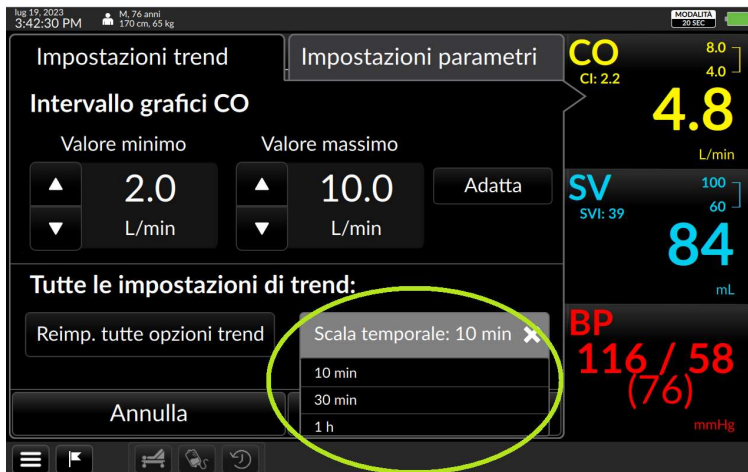 lug 19, 2023
3:42:30 PM
M, 76 anni
170 cm, 65 kg
MODALITÀ
20 SEC
Impostazioni trend
Impostazioni parametri
Intervallo grafici CO
Valore minimo
Valore massimo
2.0
L/min
10.0
L/min
Adatta
Tutte le impostazioni di trend:
Reimp. tutte opzioni trend
Scala temporale: 10 min
10 min
30 min
1 h
Annulla
CO
CI: 2.2
8.0
4.0
4.8
L/min
SV
SVI: 39
100
60
84
mL
BP
116 / 58
(76)
mmHg